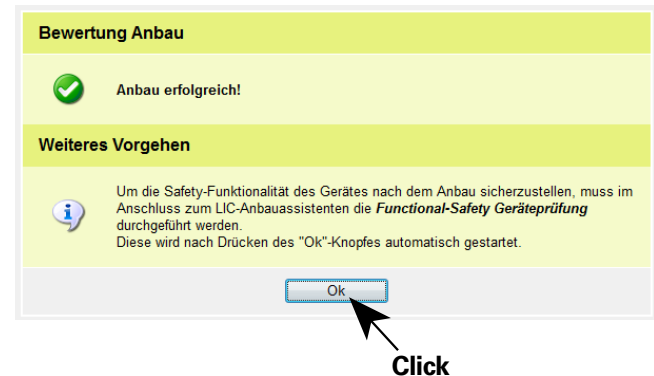 Bewertung Anbau
Anbau erfolgreich!
Weiteres Vorgehen
Um die Safety-Funktionalität des Gerätes nach dem Anbau sicherzustellen, muss im
Anschluss zum LIC-Anbauassistenten die Functional-Safety Geräteprüfung
durchgeführt werden.
Diese wird nach Drücken des "Ok"-Knopfes automatisch gestartet.
Ok
Click